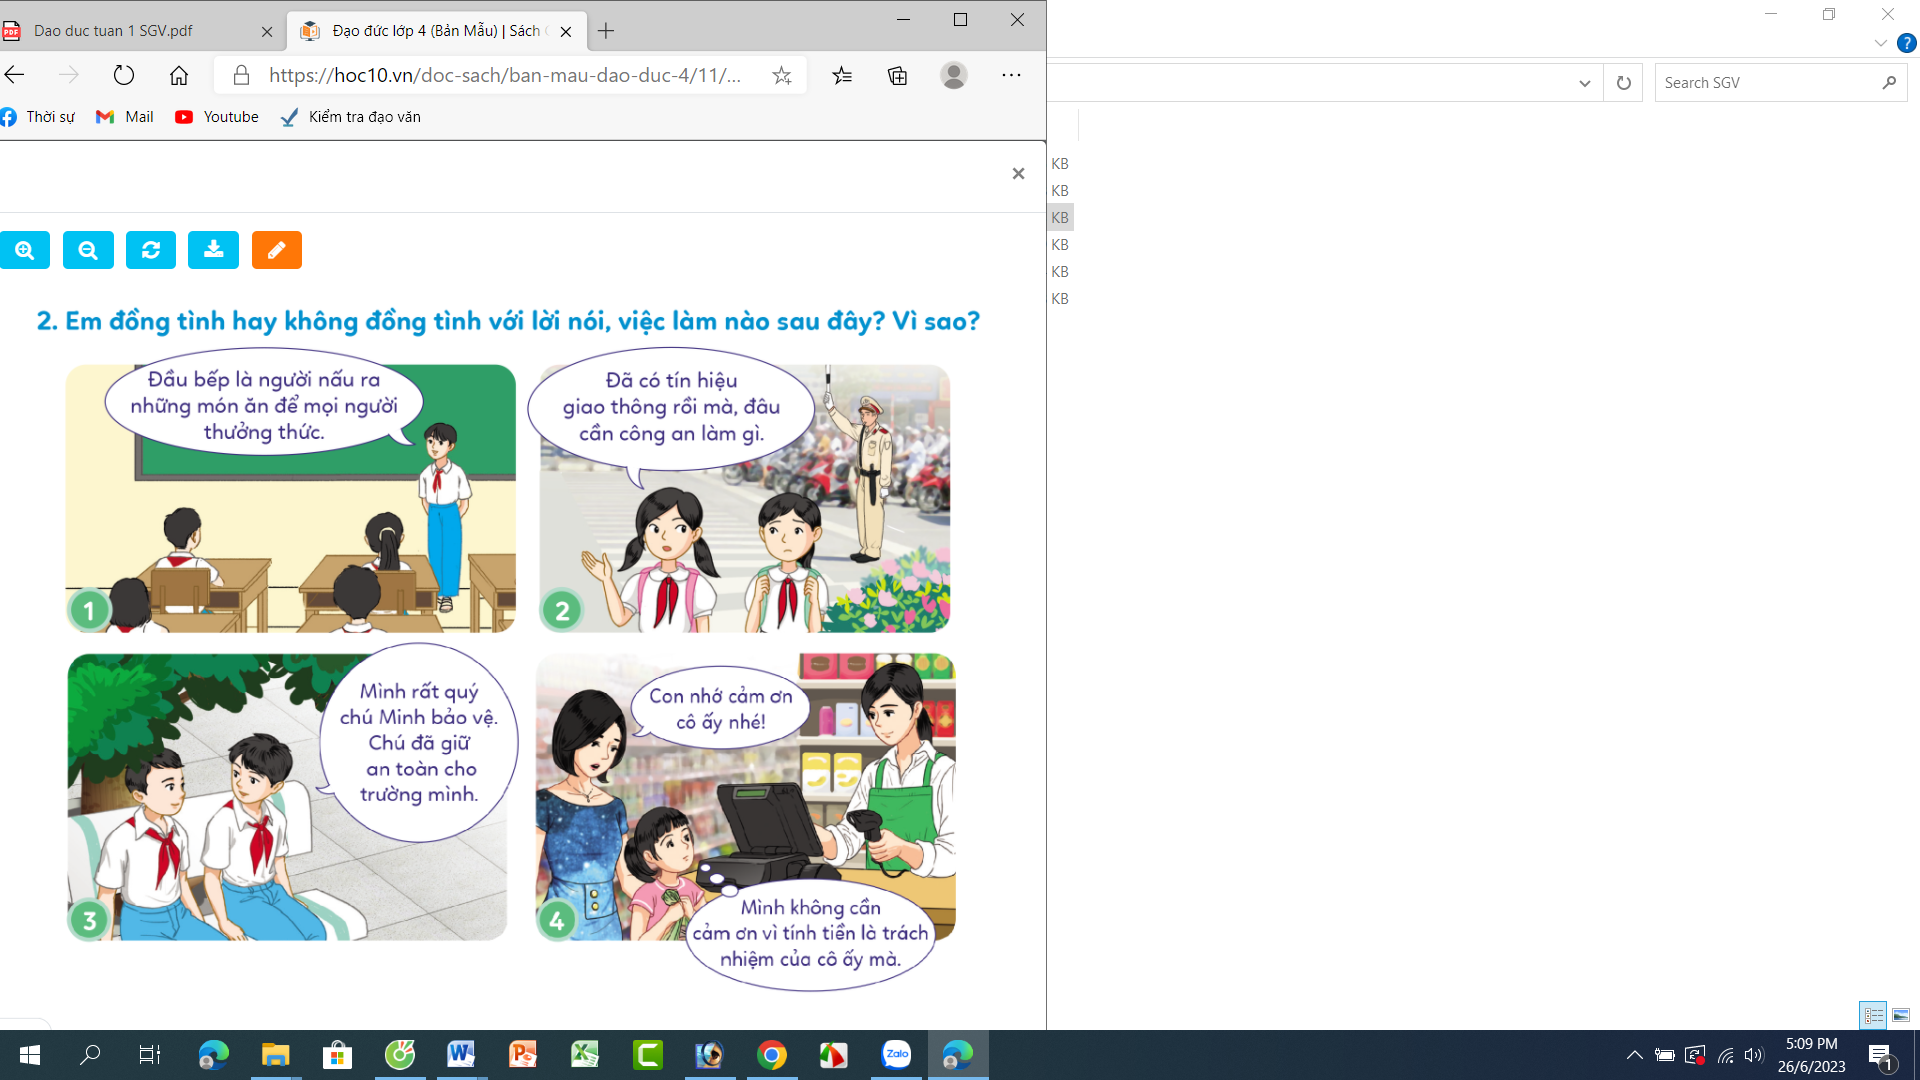 Dao duc tuan 1 SGV.pdf
Đạo đức lớp 4 (Bản Mẫu) | Sách
https://hoc10.vn/doc-sach/ban-mau-dao-duc-4/11/...
Search SGV
Thời sự
Mail
Youtube
Kiểm tra đạo văn
KB
KB
KB
KB
KB
KB
2. Em đồng tình hay không đồng tình với lời nói, việc làm nào sau đây? Vì sao?
Đầu bếp là người nấu ra
những món ăn để mọi người
thưởng thức.
1
Đã có tín hiệu
giao thông rồi mà, đâu
cần công an làm gì.
2
Mình rất quý
chú Minh bảo vệ.
Chú đã giữ
an toàn cho
trường mình.
3
Con nhớ cảm ơn
cô ấy nhé!
4
Mình không cần
cảm ơn vì tính tiền là trách
nhiệm của cô ấy mà.
Zalo
5:09 PM
26/6/2023
1